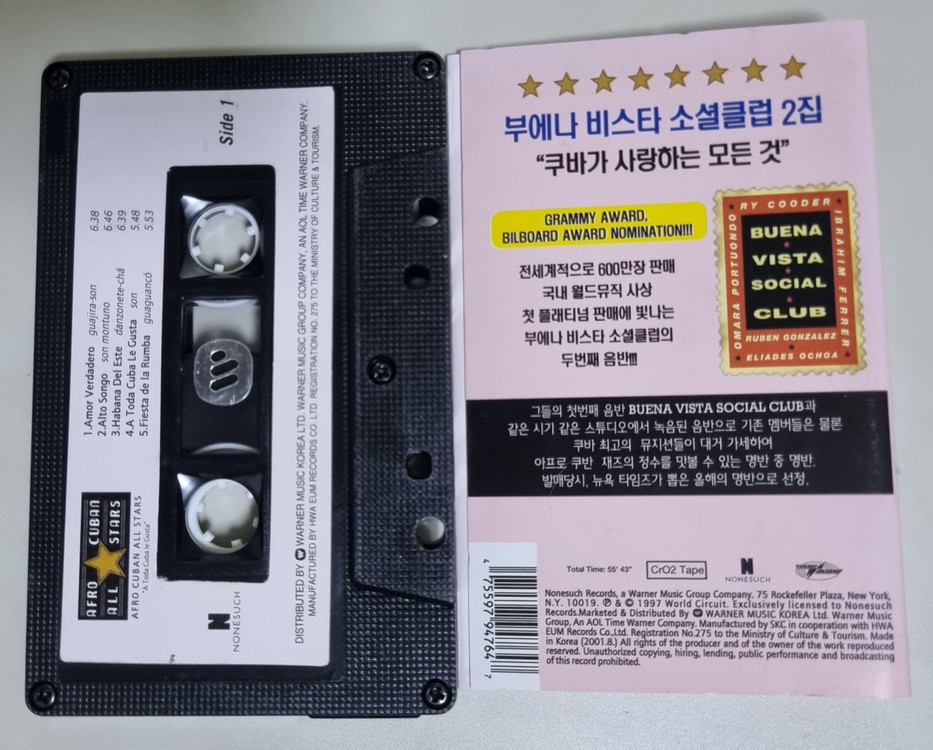 Side 1
1.Amor Verdadero guajira-son 6.38
2.Alto Songo son montuno 6.46
3.Habana Del Este danzonete-chá 6.39
4.A Toda Cuba Le Gusta son 5.48
5.Fiesta de la Rumba guaguancó 5.53
AFRO CUBAN
ALL STARS
AFRO CUBAN ALL STARS
"A Toda Cuba le Gusta"
NONESUCH
DISTRIBUTED BY WARNER MUSIC KOREA LTD. WARNER MUSIC GROUP COMPANY, AN AOL TIME WARNER COMPANY.
MANUFACTURED BY HWA EUM RECORDS CO. LTD. REGISTRATION NO. 275 TO THE MINISTRY OF CULTURE & TOURISM.
부에나 비스타 소셜클럽 2집
“쿠바가 사랑하는 모든 것”
GRAMMY AWARD,
BILBOARD AWARD NOMINATION!!!
전세계적으로 600만장 판매
국내 월드뮤직 사상
첫 플래티넘 판매에 빛나는
부에나 비스타 소셜클럽의
두번째 음반!!!
RY COODER
IBRAHIM FERRER
OMARA PORTUONDO
BUENA
VISTA
SOCIAL
CLUB
RUBEN GONZALEZ
ELIADES OCHOA
그들의 첫번째 음반 BUENA VISTA SOCIAL CLUB과
같은 시기 같은 스튜디오에서 녹음된 음반으로 기존 멤버들은 물론
쿠바 최고의 뮤지션들이 대거 가세하여
아프로 쿠반 재즈의 정수를 맛볼 수 있는 명반 중 명반.
발매당시, 뉴욕 타임즈가 뽑은 올해의 명반으로 선정.
4 75597 94764 7
Total Time: 55' 43"
CrO2 Tape
NONESUCH
Nonesuch Records, a Warner Music Group Company. 75 Rockefeller Plaza, New York,
N.Y. 10019. ℗ & © 1997 World Circuit. Exclusively licensed to Nonesuch
Records.Marketed & Distributed By WARNER MUSIC KOREA Ltd. Warner Music
Group, An AOL Time Warner Company. Manufactured by SKC in cooperation with HWA
EUM Records Co.,Ltd. Registration No.275 to the Ministry of Culture & Tourism. Made
in Korea (2001.8.) All rights of the producer and of the owner of the work reproduced
reserved. Unauthorized copying, hiring, lending, public performance and broadcasting
of this record prohibited.